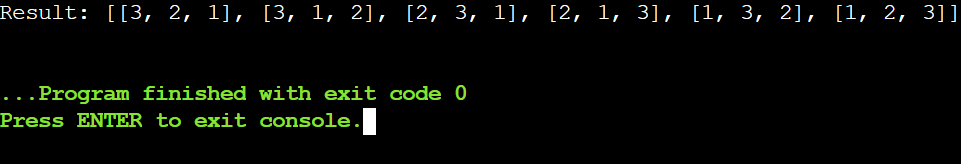 Result: [[3, 2, 1], [3, 1, 2], [2, 3, 1], [2, 1, 3], [1, 3, 2], [1, 2, 3]]
...Program finished with exit code 0
Press ENTER to exit console.